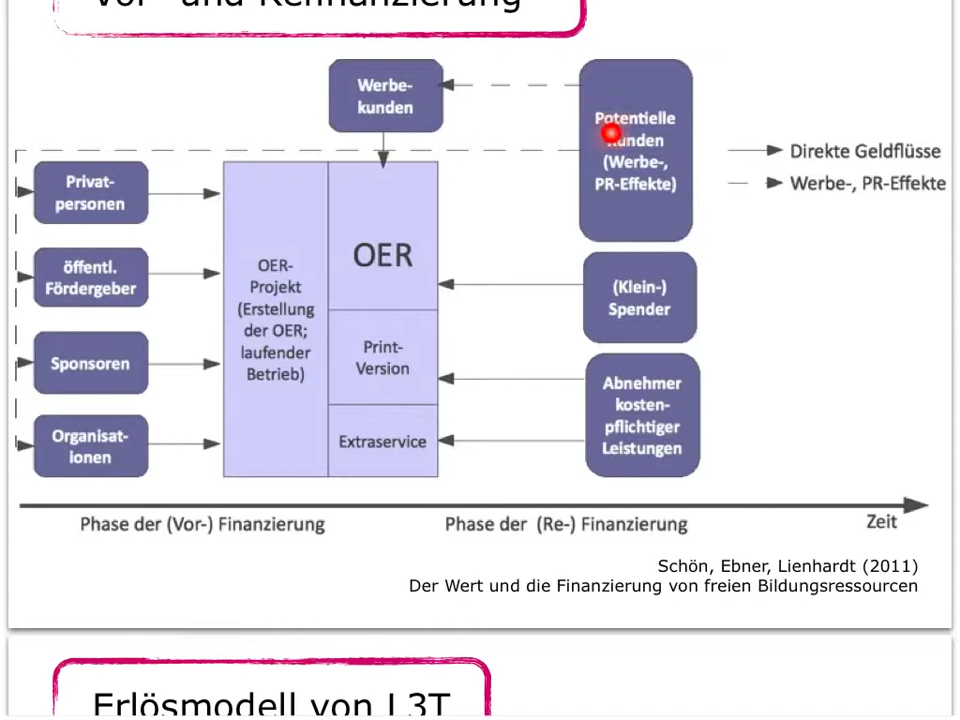 Vor- und Refinanzierung
Werbe-
kunden
Potentielle
Kunden
(Werbe-,
PR-Effekte)
Direkte Geldflüsse
Werbe-, PR-Effekte
Privat-
personen
öffentl.
Fördergeber
Sponsoren
Organisat-
ionen
OER-
Projekt
(Erstellung
der OER;
laufender
Betrieb)
OER
Print-
Version
Extraservice
(Klein-)
Spender
Abnehmer
kosten-
pflichtiger
Leistungen
Phase der (Vor-) Finanzierung
Phase der (Re-) Finanzierung
Zeit
Schön, Ebner, Lienhardt (2011)
Der Wert und die Finanzierung von freien Bildungsressourcen
Erlösmodell von L3T